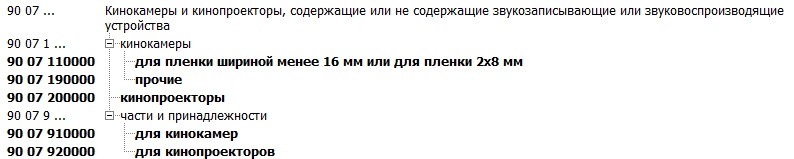 90 07 ... Кинокамеры и кинопроекторы, содержащие или не содержащие звукозаписывающие или звуковоспроизводящие
устройства
90 07 1 ... кинокамеры
90 07 110000 для пленки шириной менее 16 мм или для пленки 2х8 мм
90 07 190000 прочие
90 07 200000 кинопроекторы
90 07 9 ... части и принадлежности
90 07 910000 для кинокамер
90 07 920000 для кинопроекторов